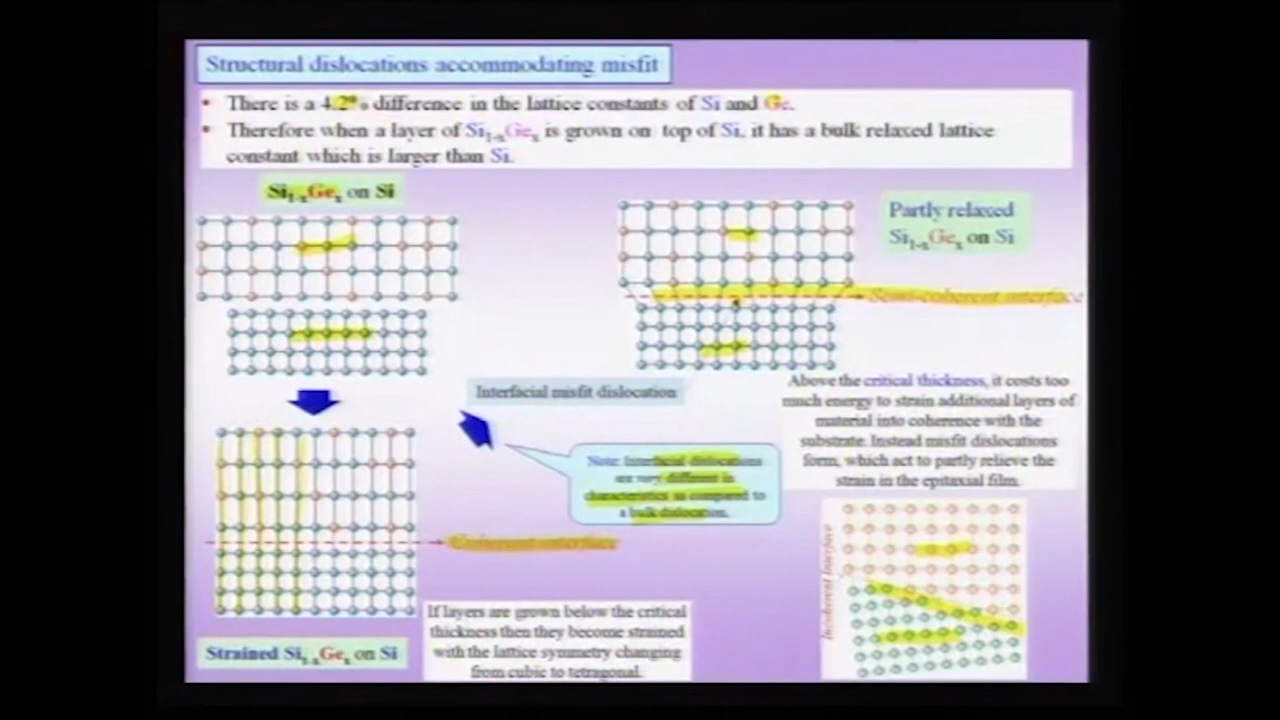 Structural dislocations accommodating misfit
• There is a 4.2% difference in the lattice constants of Si and Ge.
• Therefore when a layer of Si1-xGex is grown on top of Si, it has a bulk relaxed lattice
constant which is larger than Si.
Si1-xGex on Si
Partly relaxed
Si1-xGex on Si
Semi-coherent interface
Interfacial misfit dislocation
Above the critical thickness, it costs too
much energy to strain additional layers of
material into coherence with the
substrate. Instead misfit dislocations
form, which act to partly relieve the
strain in the epitaxial film.
Note: Interfacial dislocations
are very different in
characteristics as compared to
a bulk dislocation.
Coherent interface
Incoherent interface
If layers are grown below the critical
thickness then they become strained
with the lattice symmetry changing
from cubic to tetragonal.
Strained Si1-xGex on Si